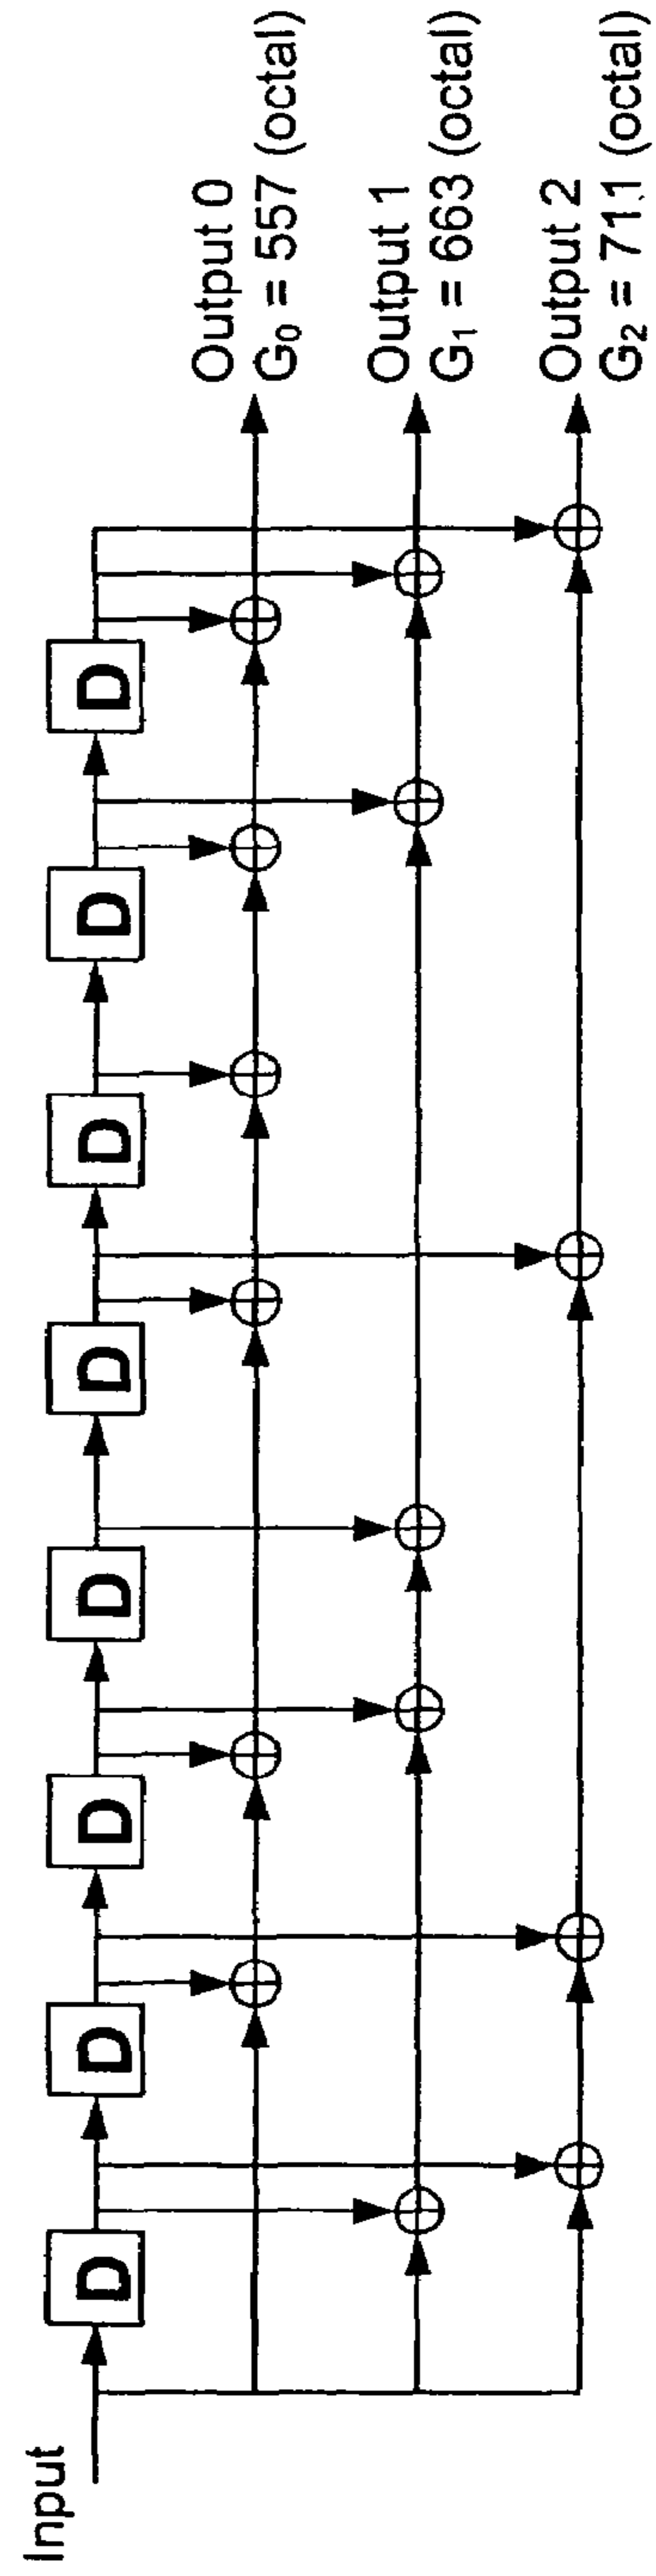 Input
D
D
D
D
D
D
D
D
Output 0
G₀ = 557 (octal)
Output 1
G₁ = 663 (octal)
Output 2
G₂ = 711 (octal)